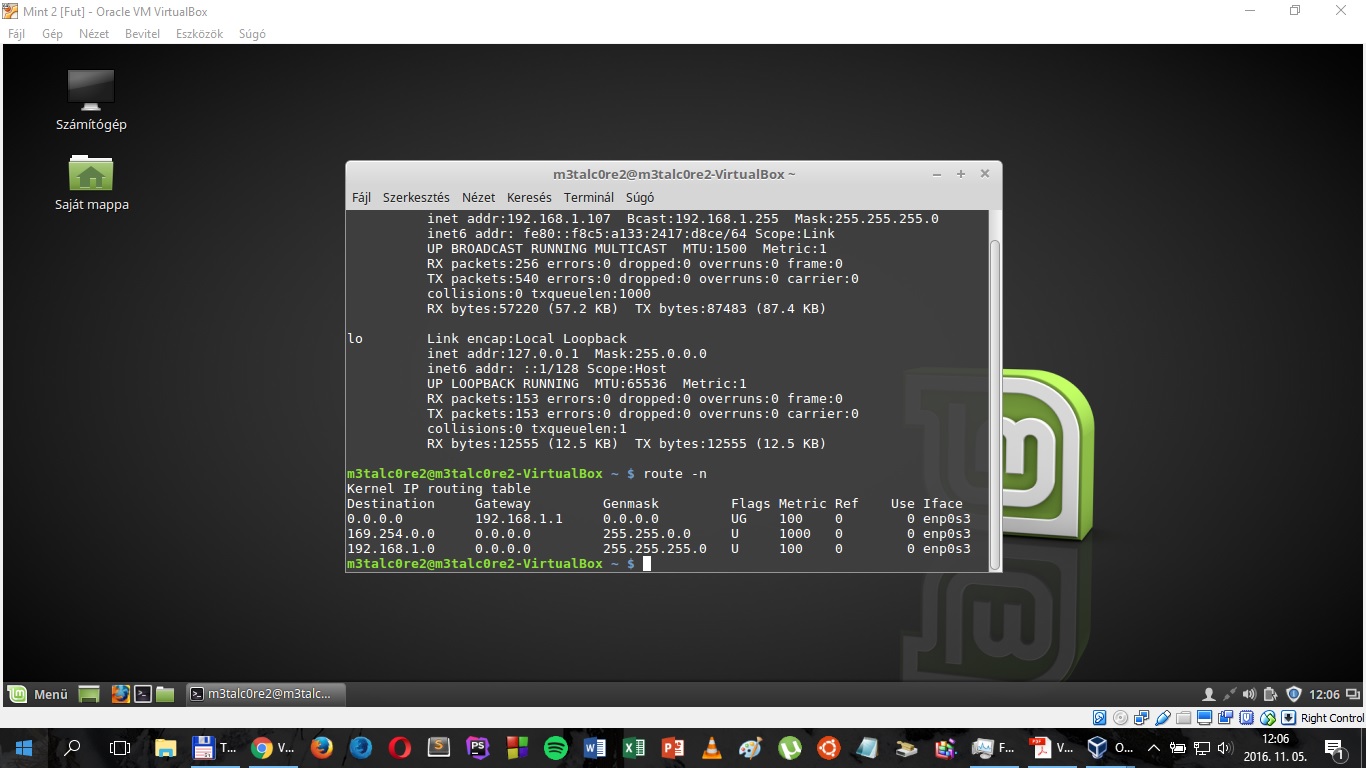 Mint 2 [Fut] - Oracle VM VirtualBox
Fájl Gép Nézet Bevitel Eszközök Súgó
Számítógép
Saját mappa
m3talc0re2@m3talc0re2-VirtualBox ~
Fájl Szerkesztés Nézet Keresés Terminál Súgó
inet addr:192.168.1.107 Bcast:192.168.1.255 Mask:255.255.255.0
inet6 addr: fe80::f8c5:a133:2417:d8ce/64 Scope:Link
UP BROADCAST RUNNING MULTICAST MTU:1500 Metric:1
RX packets:256 errors:0 dropped:0 overruns:0 frame:0
TX packets:540 errors:0 dropped:0 overruns:0 carrier:0
collisions:0 txqueuelen:1000
RX bytes:57220 (57.2 KB) TX bytes:87483 (87.4 KB)
lo Link encap:Local Loopback
inet addr:127.0.0.1 Mask:255.0.0.0
inet6 addr: ::1/128 Scope:Host
UP LOOPBACK RUNNING MTU:65536 Metric:1
RX packets:153 errors:0 dropped:0 overruns:0 frame:0
TX packets:153 errors:0 dropped:0 overruns:0 carrier:0
collisions:0 txqueuelen:1
RX bytes:12555 (12.5 KB) TX bytes:12555 (12.5 KB)
m3talc0re2@m3talc0re2-VirtualBox ~ $ route -n
Kernel IP routing table
Destination Gateway Genmask Flags Metric Ref Use Iface
0.0.0.0 192.168.1.1 0.0.0.0 UG 100 0 0 enp0s3
169.254.0.0 0.0.0.0 255.255.0.0 U 1000 0 0 enp0s3
192.168.1.0 0.0.0.0 255.255.255.0 U 100 0 0 enp0s3
m3talc0re2@m3talc0re2-VirtualBox ~ $
Menü m3talc0re2@m3talc... 12:06
Right Control
T... V... F... V... O... 12:06
2016. 11. 05. 1